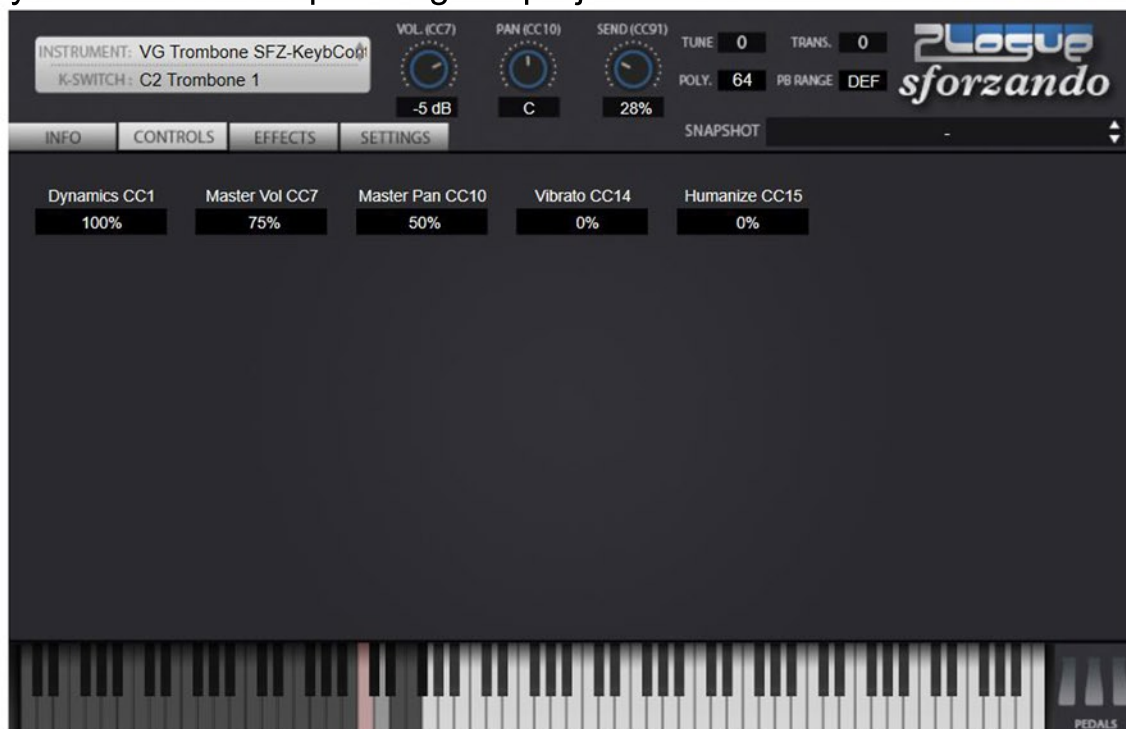 VOL. (CC7) PAN (CC10) SEND (CC91)
INSTRUMENT: VG Trombone SFZ-KeybCont
K-SWITCH: C2 Trombone 1
TUNE 0 TRANS. 0
POLY. 64 PB RANGE DEF
Plogue
sforzando
-5 dB C 28%
SNAPSHOT -
INFO CONTROLS EFFECTS SETTINGS
Dynamics CC1 Master Vol CC7 Master Pan CC10 Vibrato CC14 Humanize CC15
100% 75% 50% 0% 0%
PEDALS